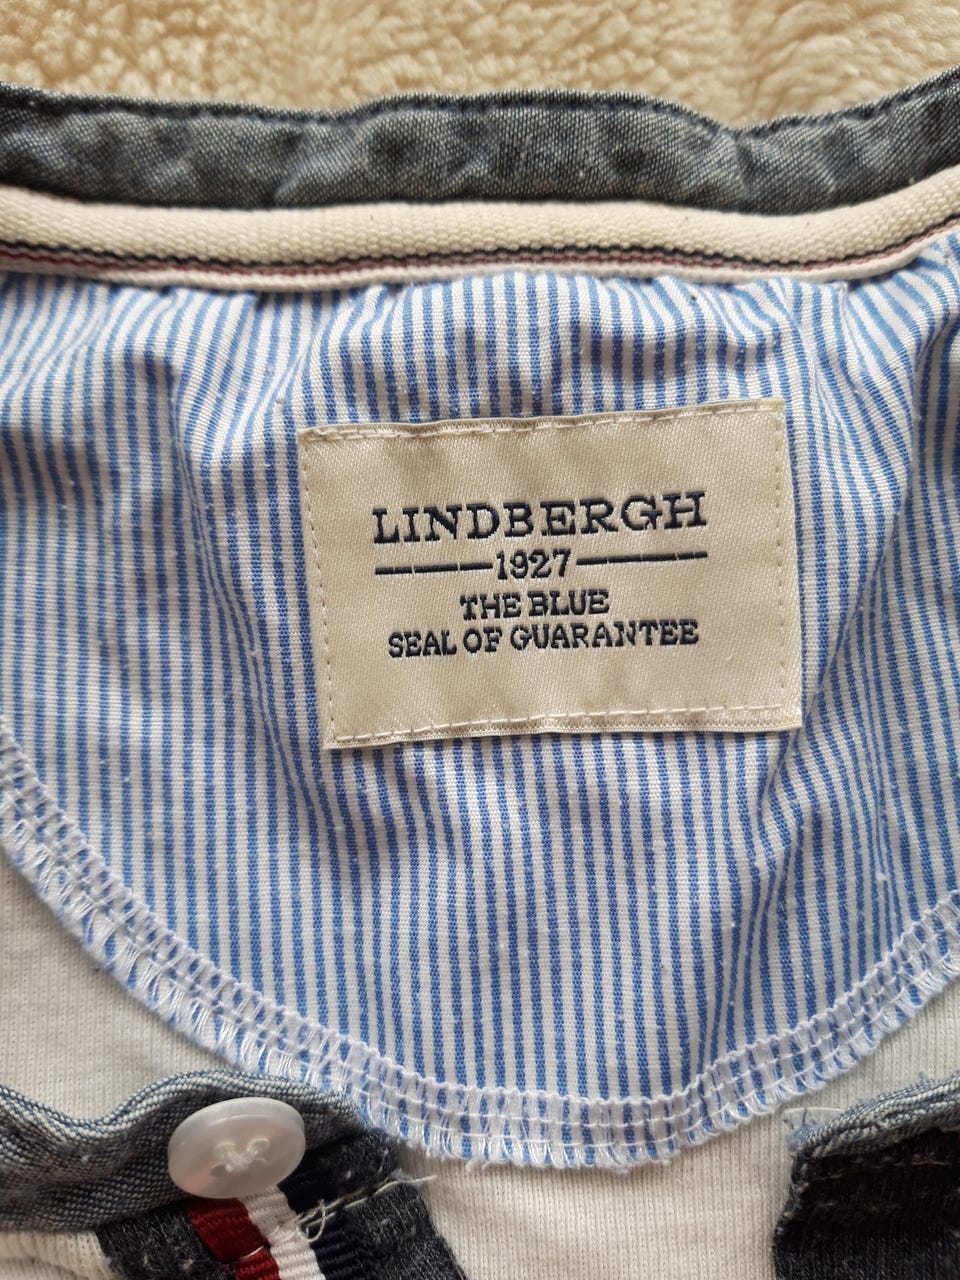 LINDBERGH
1927
THE BLUE
SEAL OF GUARANTEE